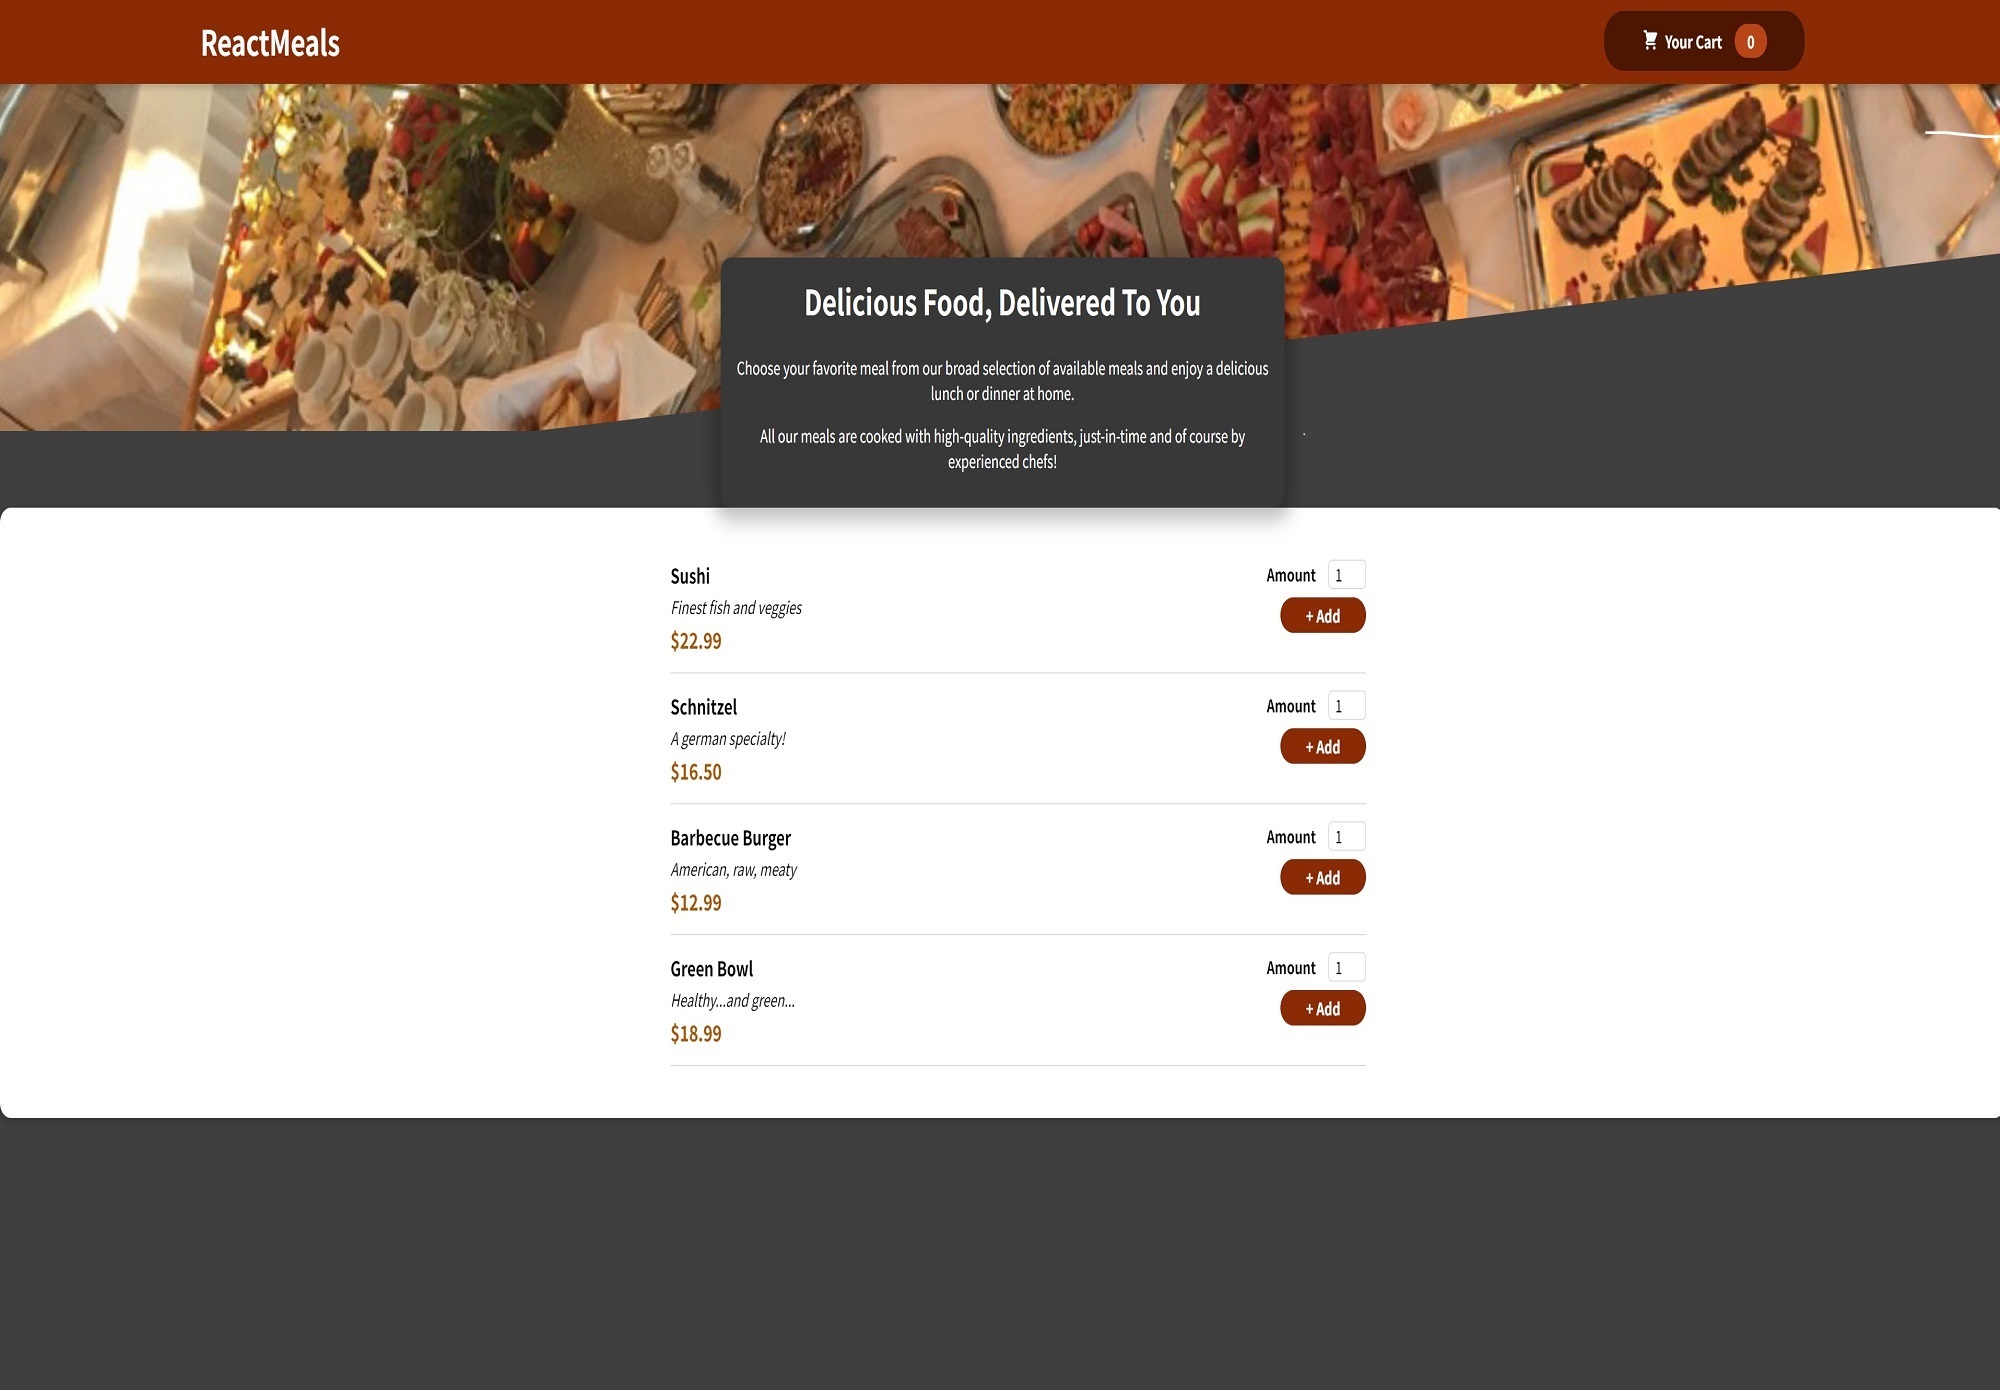 ReactMeals
Your Cart 0
Delicious Food, Delivered To You
Choose your favorite meal from our broad selection of available meals and enjoy a delicious
lunch or dinner at home.
All our meals are cooked with high-quality ingredients, just-in-time and of course by
experienced chefs!
Sushi
Finest fish and veggies
$22.99
Amount 1
+ Add
Schnitzel
A german specialty!
$16.50
Amount 1
+ Add
Barbecue Burger
American, raw, meaty
$12.99
Amount 1
+ Add
Green Bowl
Healthy...and green...
$18.99
Amount 1
+ Add